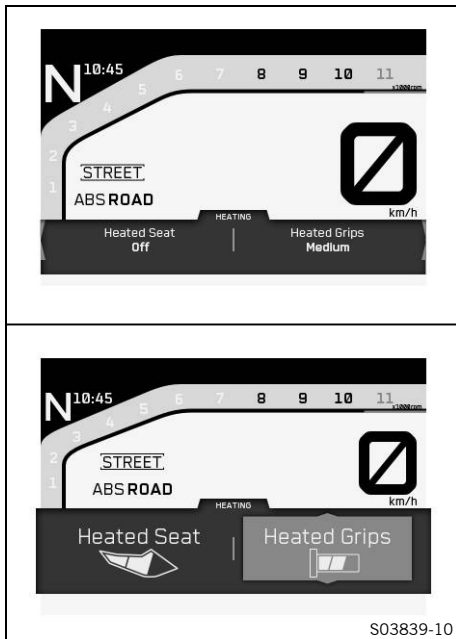 N 10:45
1 2 3 4 5 6 7 8 9 10 11
x1000rpm
STREET
ABS ROAD
0
km/h
HEATING
Heated Seat Heated Grips
Off Medium
N 10:45
1 2 3 4 5 6 7 8 9 10 11
x1000rpm
STREET
ABS ROAD
0
km/h
HEATING
Heated Seat Heated Grips
S03839-10